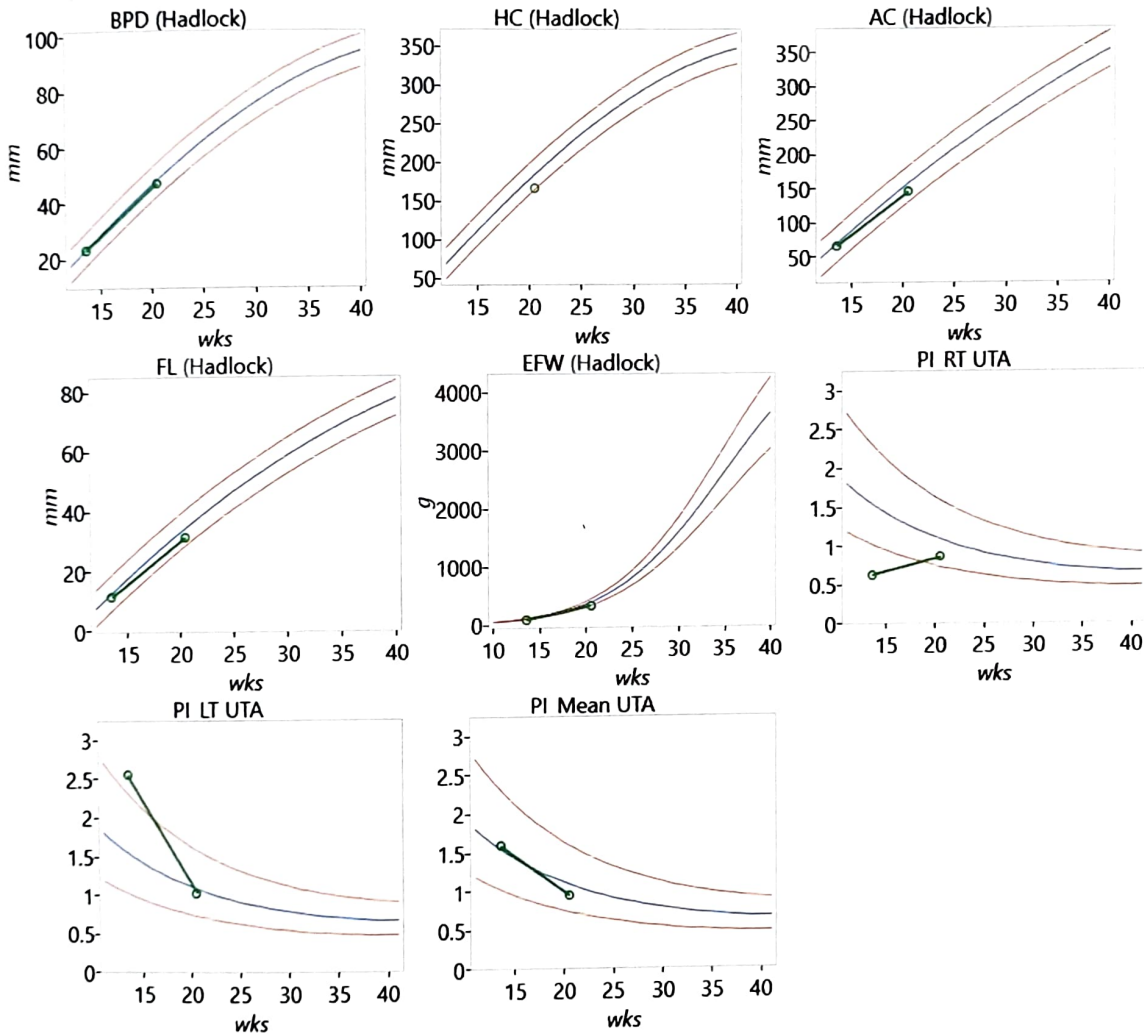 BPD (Hadlock)
100
80
60
40
20
mm
15 20 25 30 35 40
wks
HC (Hadlock)
350
300
250
200
150
100
50
mm
15 20 25 30 35 40
wks
AC (Hadlock)
350
300
250
200
150
100
50
mm
15 20 25 30 35 40
wks
FL (Hadlock)
80
60
40
20
0
mm
15 20 25 30 35 40
wks
EFW (Hadlock)
4000
3000
2000
1000
0
g
10 15 20 25 30 35 40
wks
PI RT UTA
3
2.5
2
1.5
1
0.5
0
15 20 25 30 35 40
wks
PI LT UTA
3
2.5
2
1.5
1
0.5
0
15 20 25 30 35 40
wks
PI Mean UTA
3
2.5
2
1.5
1
0.5
0
15 20 25 30 35 40
wks